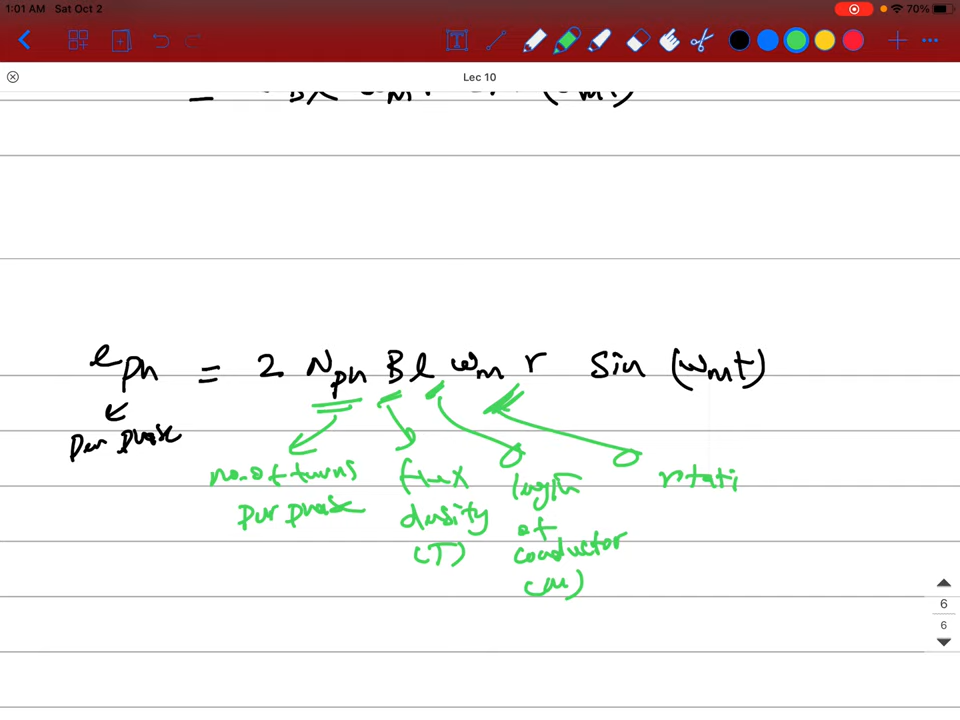 1:01 AM Sat Oct 2
70%
Lec 10
e_ph = 2 N_ph B l ω_m r Sin (ω_m t)
per phase
no. of turns
per phase
flux
density
(T)
length
of
conductor
(m)
rtati
6
6